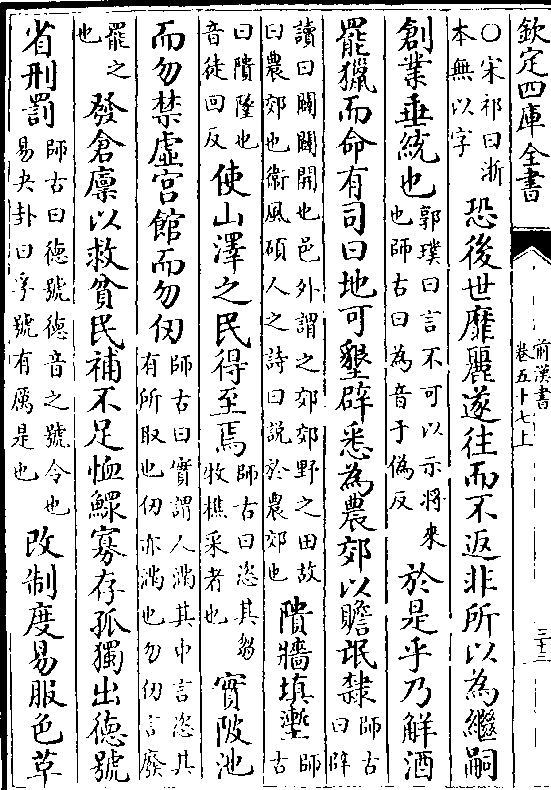 欽定四庫全書
前漢書
卷五十七上
三十三
○宋祁曰浙本無以字恐後世靡麗遂往而不返非所以為繼嗣
創業垂統也郭璞曰言不可以示將來也師古曰為音于偽反於是乎乃解酒
罷獵而命有司曰地可墾辟悉為農郊以贍氓隸師古曰辟
讀曰闢闢開也邑外謂之郊郊野之田故曰農郊也衛風碩人之詩曰說於農郊也隤牆填壍師古
曰隤墜也音徒回反使山澤之民得至焉師古曰恣其芻牧樵采者也實陂池
而勿禁虛宮館而勿仞師古曰實謂人滿其中言恣其有所取也仞亦滿也勿仞言廢
罷之也發倉廩以救貧民補不足恤鰥寡存孤獨出德號
省刑罰師古曰德號德音之號令也易夬卦曰孚號有厲是也改制度易服色草